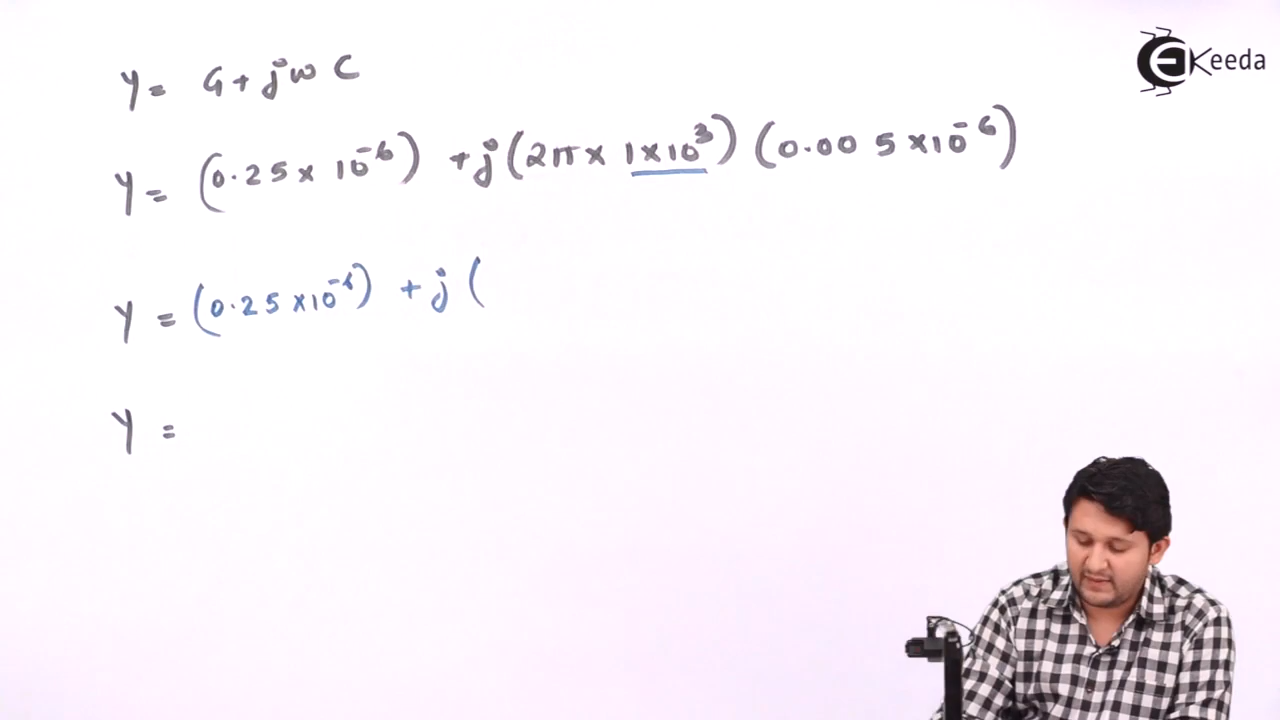 EKeeda
Y = G + jωC
Y = (0.25 × 10⁻⁶) + j (2π × 1×10³) (0.005 ×10⁻⁶)
Y = (0.25 ×10⁻⁶) + j (
Y =